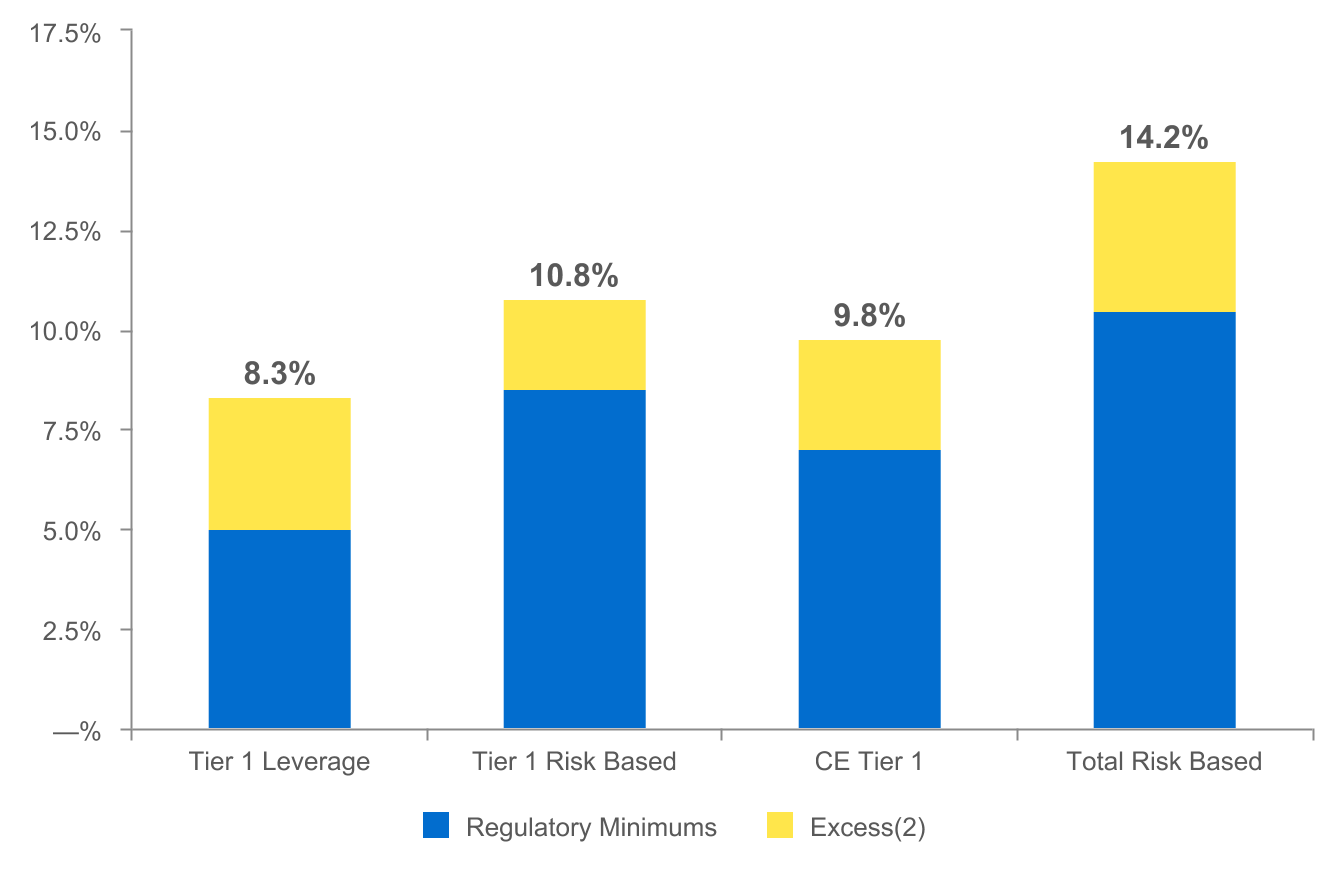 17.5%
15.0%
12.5%
10.0%
7.5%
5.0%
2.5%
—%
8.3%
10.8%
9.8%
14.2%
Tier 1 Leverage
Tier 1 Risk Based
CE Tier 1
Total Risk Based
Regulatory Minimums
Excess(2)